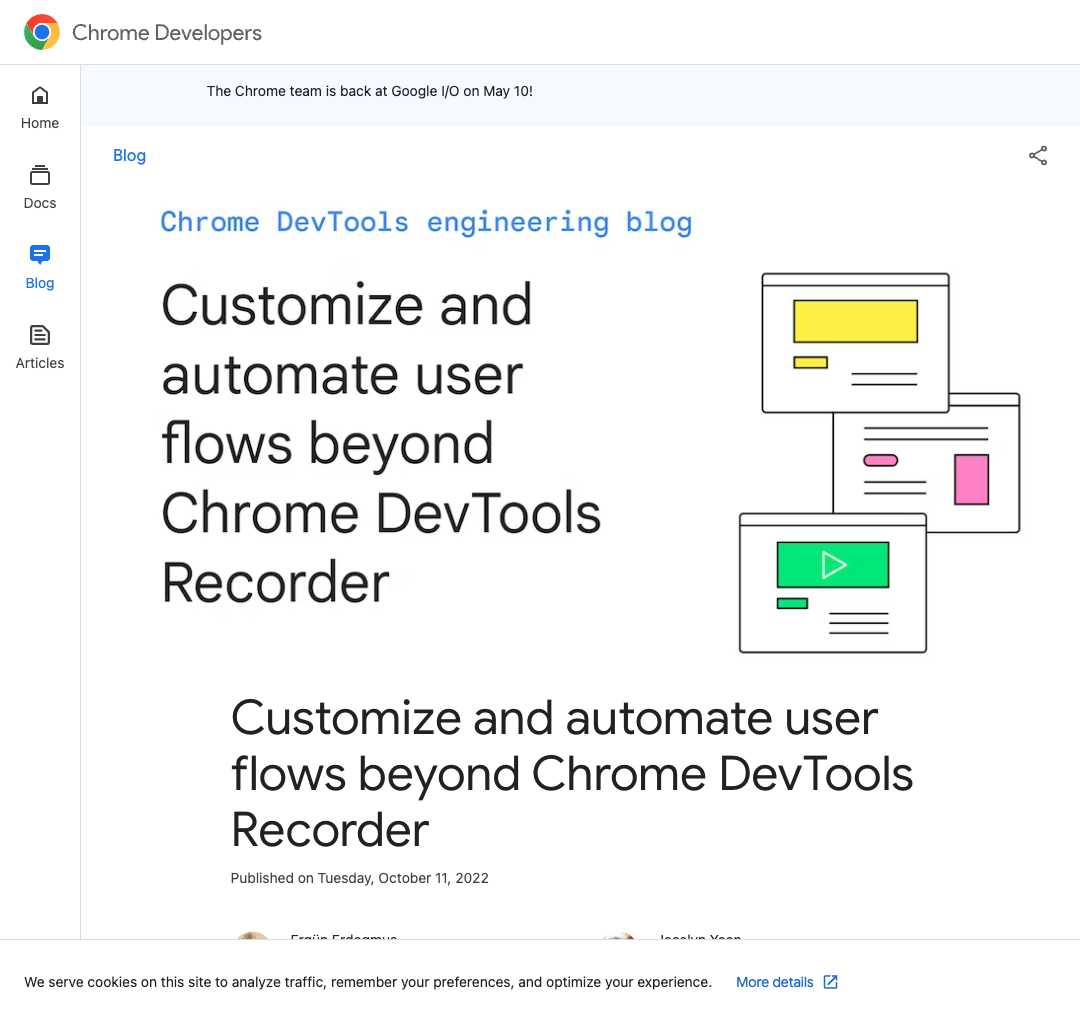 Chrome Developers
The Chrome team is back at Google I/O on May 10!
Home
Docs
Blog
Articles
Blog
Chrome DevTools engineering blog
Customize and
automate user
flows beyond
Chrome DevTools
Recorder
Customize and automate user
flows beyond Chrome DevTools
Recorder
Published on Tuesday, October 11, 2022
We serve cookies on this site to analyze traffic, remember your preferences, and optimize your experience.
More details